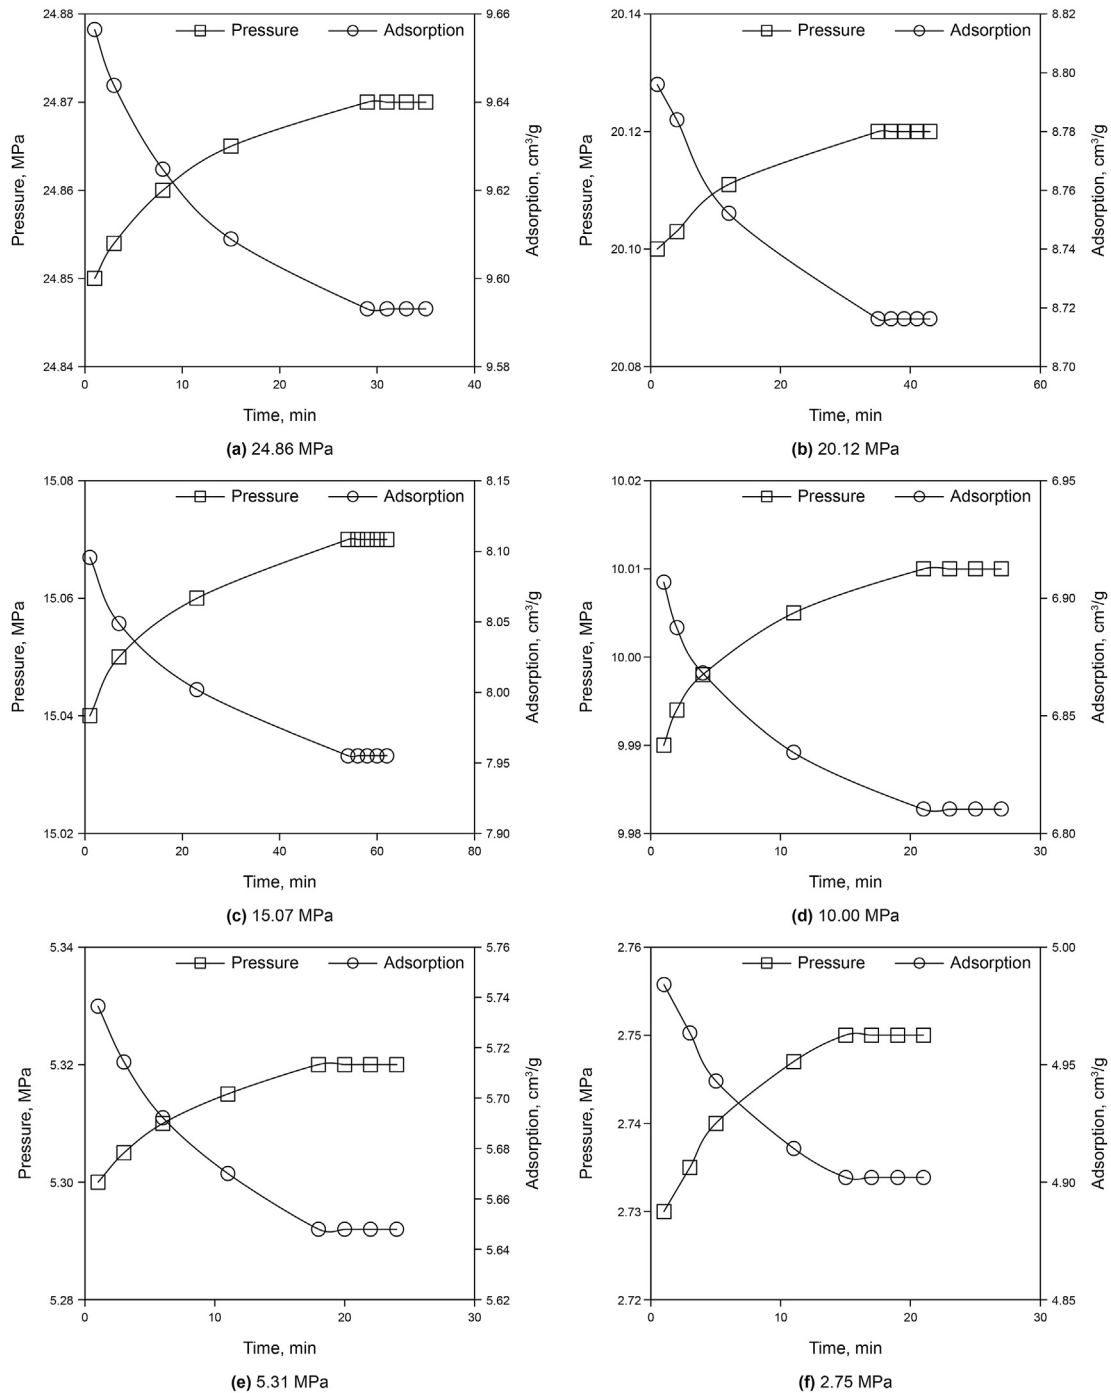 Pressure Adsorption
24.88
24.87
24.86
24.85
24.84
9.66
9.64
9.62
9.60
9.58
0 10 20 30 40
Pressure, MPa
Adsorption, cm³/g
Time, min
(a) 24.86 MPa
Pressure Adsorption
20.14
20.12
20.10
20.08
8.82
8.80
8.78
8.76
8.74
8.72
8.70
0 20 40 60
Pressure, MPa
Adsorption, cm³/g
Time, min
(b) 20.12 MPa
Pressure Adsorption
15.08
15.06
15.04
15.02
8.15
8.10
8.05
8.00
7.95
7.90
0 20 40 60 80
Pressure, MPa
Adsorption, cm³/g
Time, min
(c) 15.07 MPa
Pressure Adsorption
10.02
10.01
10.00
9.99
9.98
6.95
6.90
6.85
6.80
0 10 20 30
Pressure, MPa
Adsorption, cm³/g
Time, min
(d) 10.00 MPa
Pressure Adsorption
5.34
5.32
5.30
5.28
5.76
5.74
5.72
5.70
5.68
5.66
5.64
5.62
0 10 20 30
Pressure, MPa
Adsorption, cm³/g
Time, min
(e) 5.31 MPa
Pressure Adsorption
2.76
2.75
2.74
2.73
2.72
5.00
4.95
4.90
4.85
0 10 20 30
Pressure, MPa
Adsorption, cm³/g
Time, min
(f) 2.75 MPa